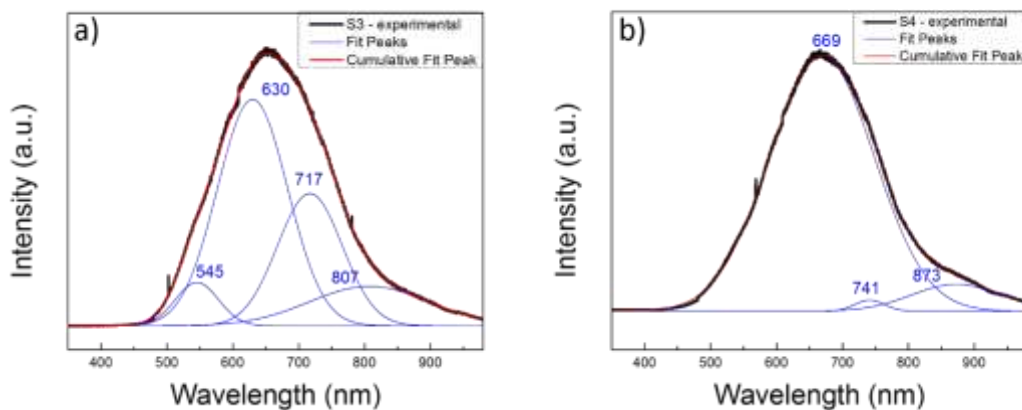 a)
S3 - experimental
Fit Peaks
Cumulative Fit Peak
630
717
545
807
Intensity (a.u.)
400 500 600 700 800 900
Wavelength (nm)
b)
S4 - experimental
Fit Peaks
Cumulative Fit Peak
669
741
873
Intensity (a.u.)
400 500 600 700 800 900
Wavelength (nm)